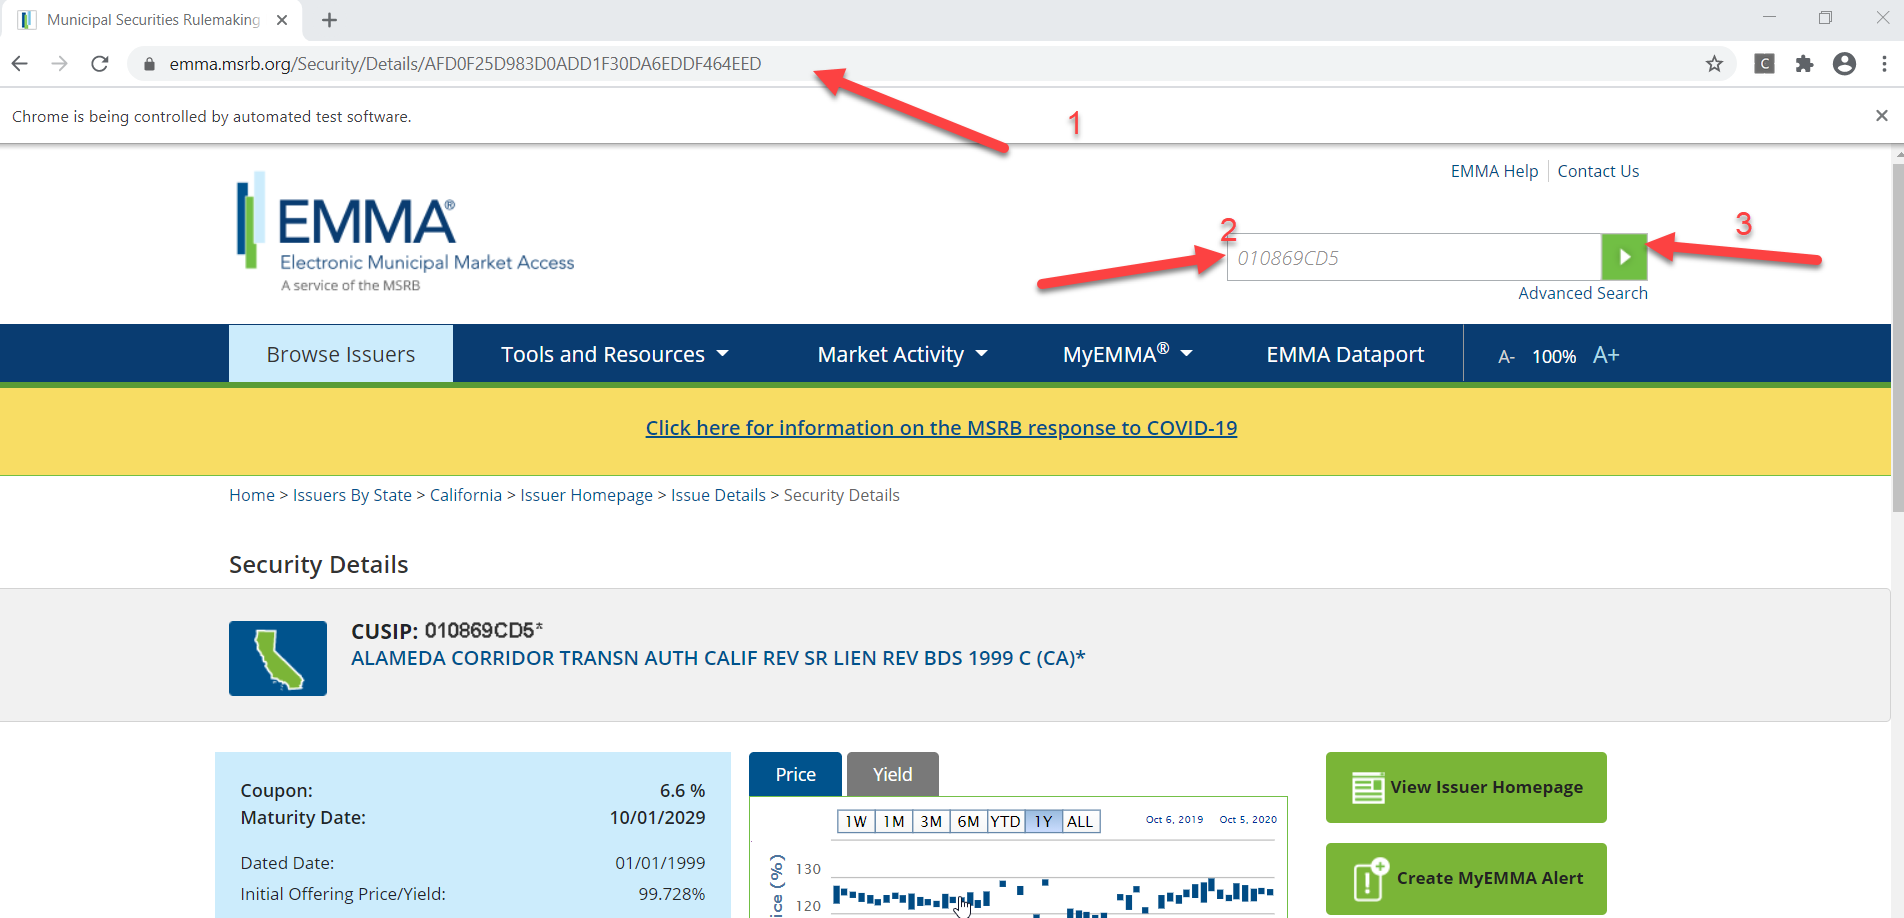 Municipal Securities Rulemaking
emma.msrb.org/Security/Details/AFD0F25D983D0ADD1F30DA6EDDF464EED
C
Chrome is being controlled by automated test software.
1
EMMA Help
Contact Us
EMMA®
Electronic Municipal Market Access
A service of the MSRB
2
3
010869CD5
Advanced Search
Browse Issuers
Tools and Resources
Market Activity
MyEMMA®
EMMA Dataport
A- 100% A+
Click here for information on the MSRB response to COVID-19
Home > Issuers By State > California > Issuer Homepage > Issue Details > Security Details
Security Details
CUSIP: 010869CD5*
ALAMEDA CORRIDOR TRANSN AUTH CALIF REV SR LIEN REV BDS 1999 C (CA)*
Coupon: 6.6 %
Maturity Date: 10/01/2029
Dated Date: 01/01/1999
Initial Offering Price/Yield: 99.728%
Price
Yield
1W 1M 3M 6M YTD 1Y ALL
Oct 6, 2019 Oct 5, 2020
130
120
View Issuer Homepage
Create MyEMMA Alert